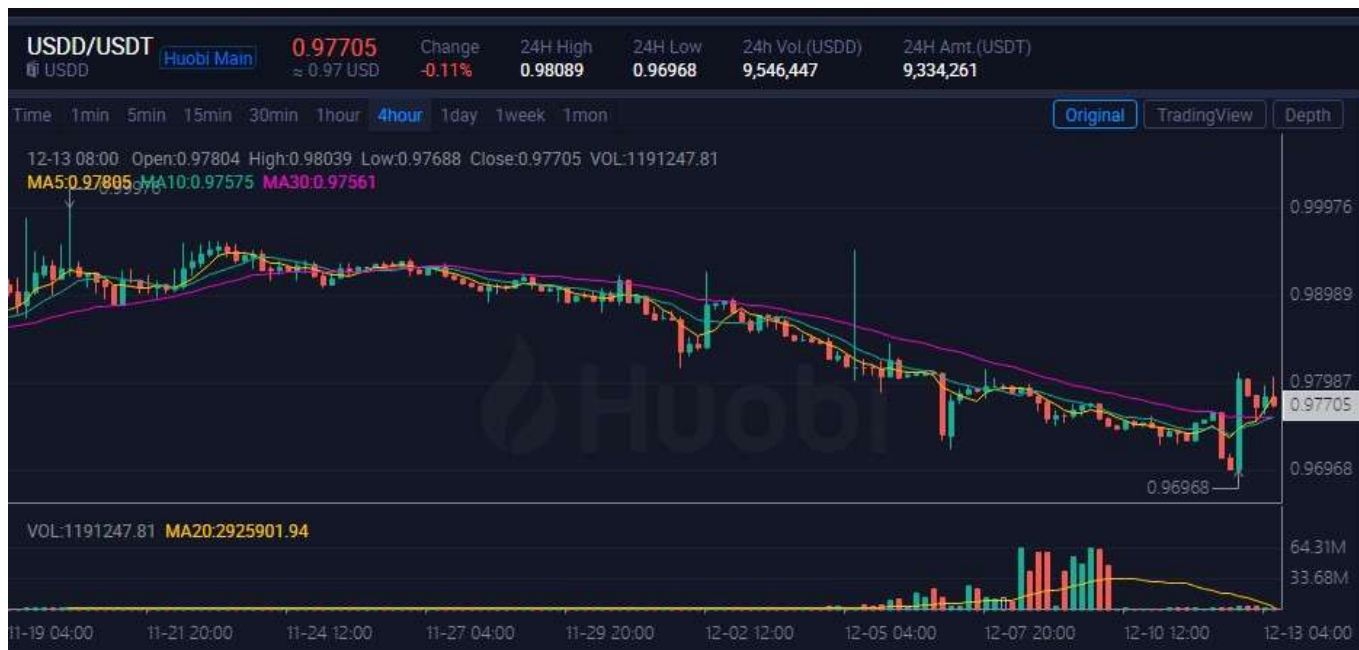 USDD/USDT Huobi Main 0.97705 Change 24H High 24H Low 24h Vol.(USDD) 24H Amt.(USDT)
USDD ≈ 0.97 USD -0.11% 0.98089 0.96968 9,546,447 9,334,261
Time 1min 5min 15min 30min 1hour 4hour 1day 1week 1mon Original TradingView Depth
12-13 08:00 Open:0.97804 High:0.98039 Low:0.97688 Close:0.97705 VOL:1191247.81
MA5:0.97805 MA10:0.97575 MA30:0.97561
0.99976
0.99976
0.98989
Huobi
0.97987
0.97705
0.96968
0.96968
VOL:1191247.81 MA20:2925901.94
64.31M
33.68M
11-19 04:00 11-21 20:00 11-24 12:00 11-27 04:00 11-29 20:00 12-02 12:00 12-05 04:00 12-07 20:00 12-10 12:00 12-13 04:00